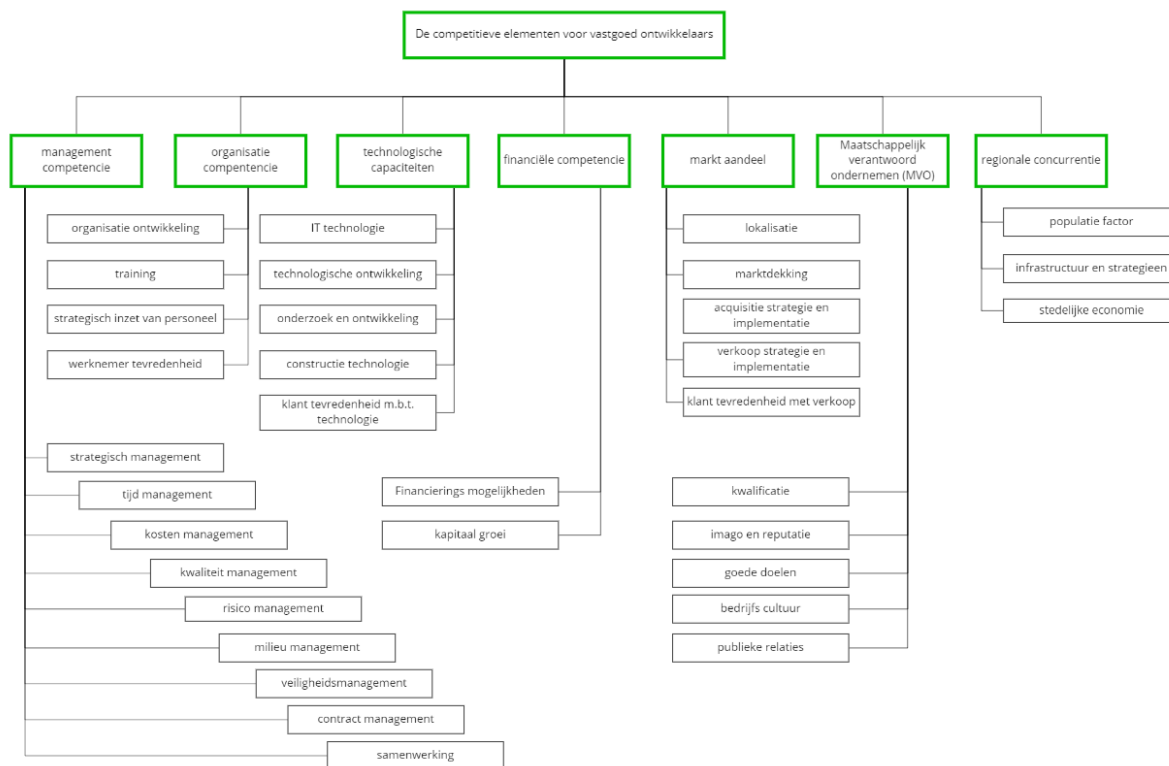 De competitieve elementen voor vastgoed ontwikkelaars
management
competencie
organisatie
compentencie
technologische
capaciteiten
financiële competencie
markt aandeel
Maatschappelijk
verantwoord
ondernemen (MVO)
regionale concurrentie
organisatie ontwikkeling
training
strategisch inzet van personeel
werknemer tevredenheid
IT technologie
technologische ontwikkeling
onderzoek en ontwikkeling
constructie technologie
klant tevredenheid m.b.t.
technologie
lokalisatie
marktdekking
acquisitie strategie en
implementatie
verkoop strategie en
implementatie
klant tevredenheid met verkoop
populatie factor
infrastructuur en strategieen
stedelijke economie
strategisch management
tijd management
kosten management
kwaliteit management
risico management
milieu management
veiligheidsmanagement
contract management
samenwerking
Financierings mogelijkheden
kapitaal groei
kwalificatie
imago en reputatie
goede doelen
bedrijfs cultuur
publieke relaties